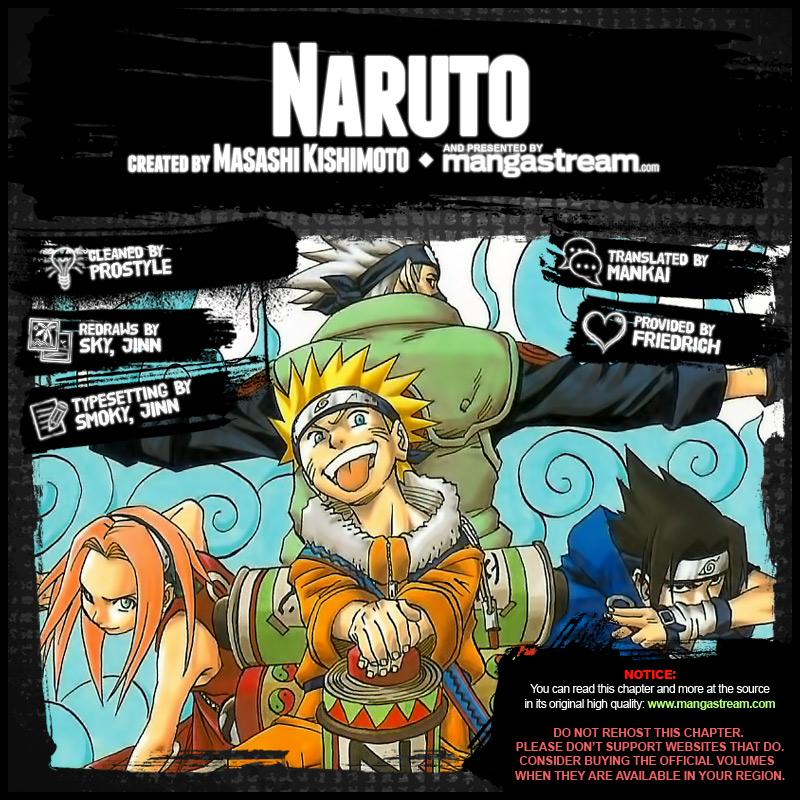 NARUTO
CREATED BY MASASHI KISHIMOTO ◆ AND PRESENTED BY mangastream.com
CLEANED BY
PROSTYLE
REDRAWS BY
SKY, JINN
TYPESETTING BY
SMOKY, JINN
TRANSLATED BY
MANKAI
PROVIDED BY
FRIEDRICH
NOTICE:
You can read this chapter and more at the source
in its original high quality: www.mangastream.com
DO NOT REHOST THIS CHAPTER.
PLEASE DON'T SUPPORT WEBSITES THAT DO.
CONSIDER BUYING THE OFFICIAL VOLUMES
WHEN THEY ARE AVAILABLE IN YOUR REGION.